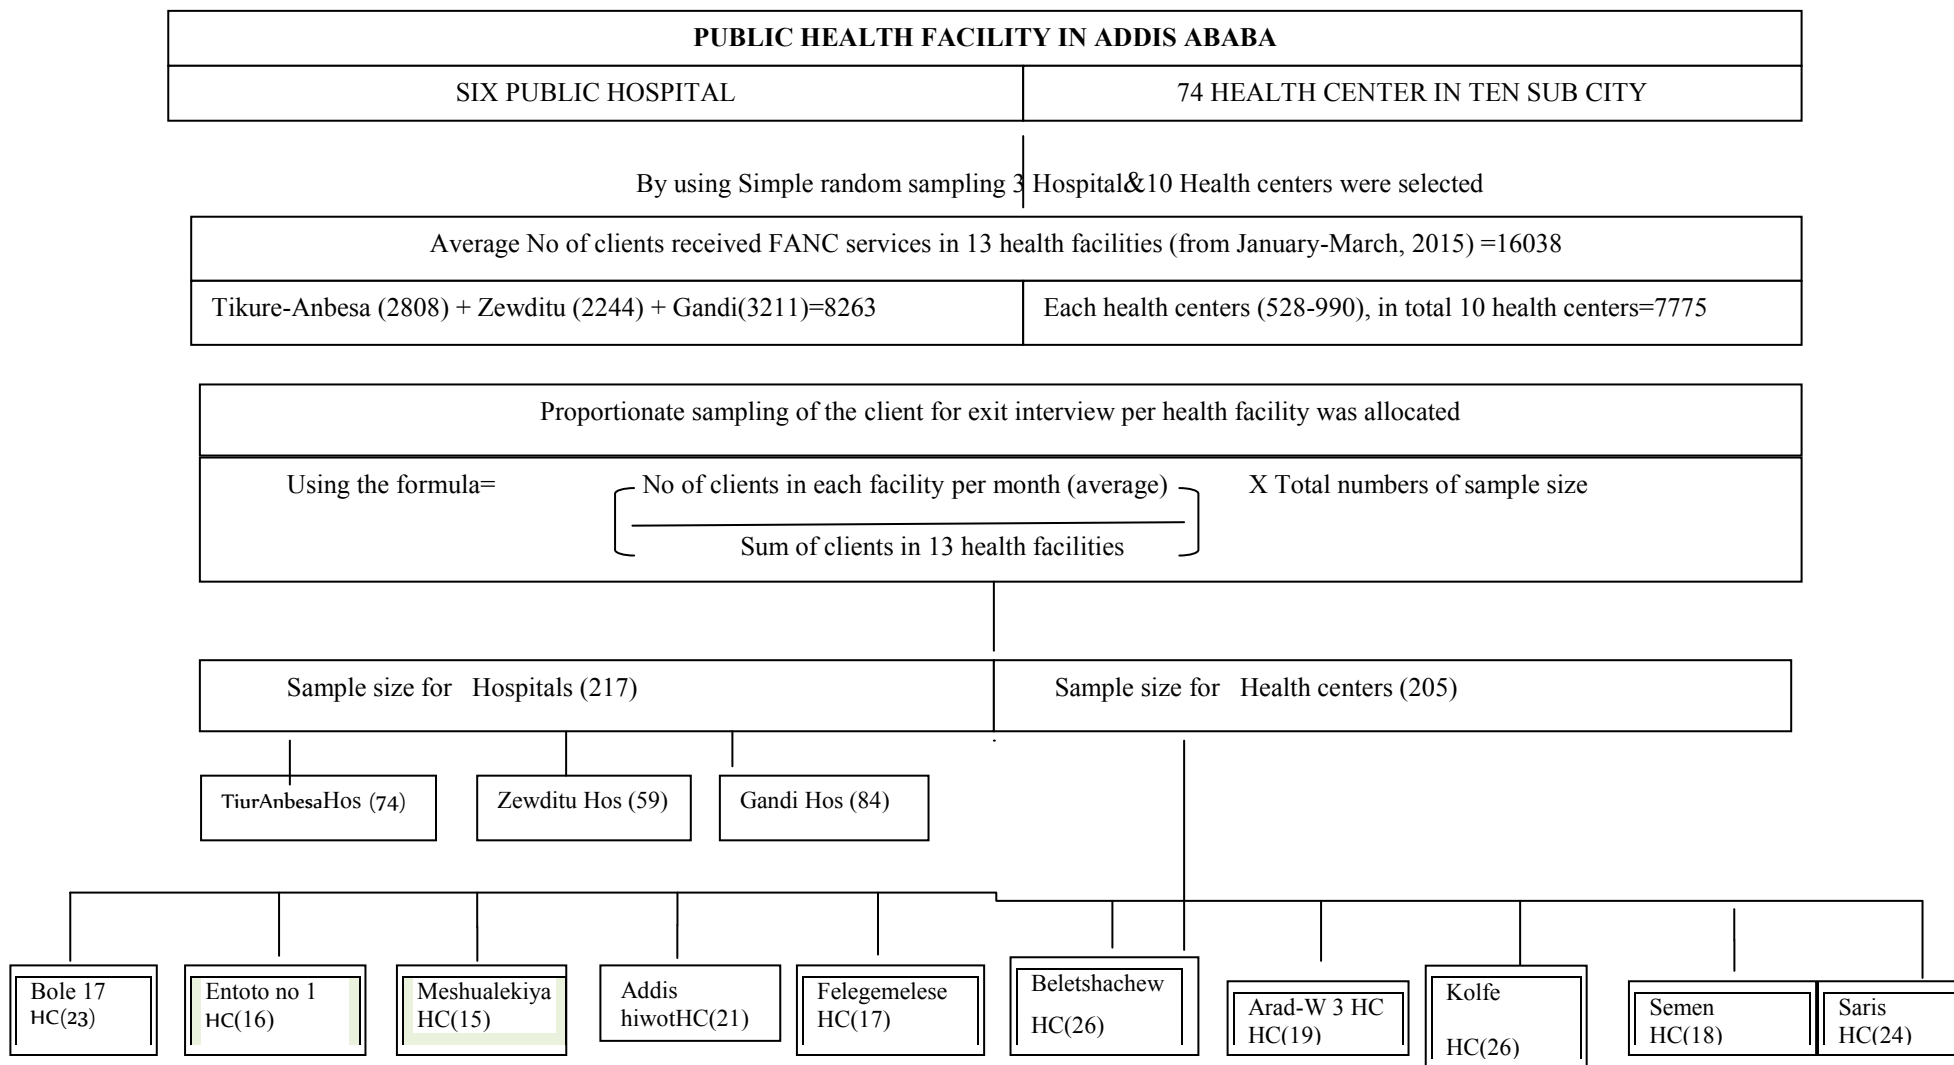 PUBLIC HEALTH FACILITY IN ADDIS ABABA
SIX PUBLIC HOSPITAL
74 HEALTH CENTER IN TEN SUB CITY
By using Simple random sampling 3 Hospital&10 Health centers were selected
Average No of clients received FANC services in 13 health facilities (from January-March, 2015) =16038
Tikure-Anbesa (2808) + Zewditu (2244) + Gandi(3211)=8263
Each health centers (528-990), in total 10 health centers=7775
Proportionate sampling of the client for exit interview per health facility was allocated
Using the formula=
No of clients in each facility per month (average)
Sum of clients in 13 health facilities
X Total numbers of sample size
Sample size for Hospitals (217)
Sample size for Health centers (205)
TiurAnbesaHos (74)
Zewditu Hos (59)
Gandi Hos (84)
Bole 17
HC(23)
Entoto no 1
HC(16)
Meshualekiya
HC(15)
Addis
hiwotHC(21)
Felegemelese
HC(17)
Beletshachew
HC(26)
Arad-W 3 HC
HC(19)
Kolfe
HC(26)
Semen
HC(18)
Saris
HC(24)